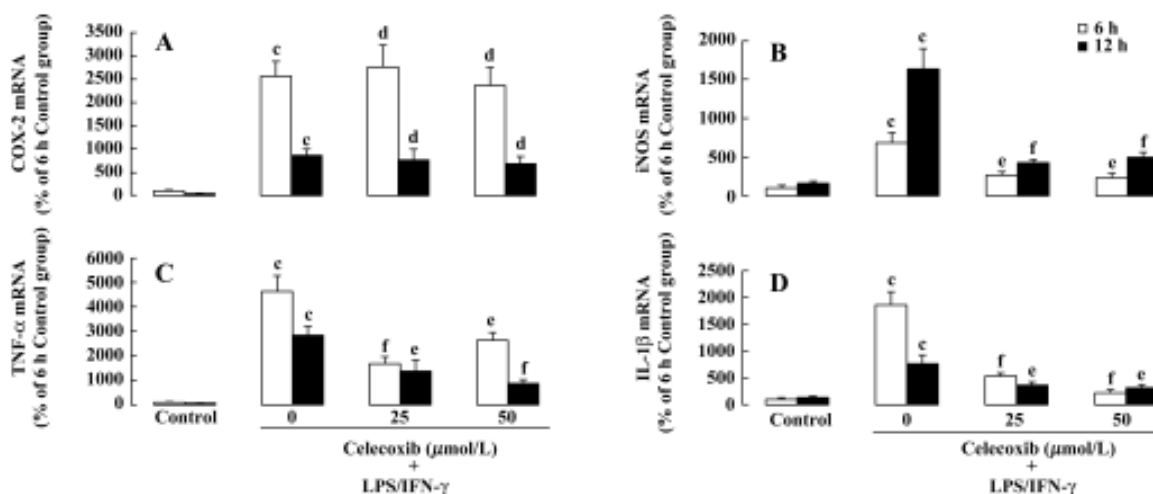 COX-2 mRNA
(% of 6 h Control group)
3500
3000
2500
2000
1500
1000
500
0
A
c
c
d
d
d
d
iNOS mRNA
(% of 6 h Control group)
2000
1500
1000
500
0
B
6 h
12 h
c
c
e
f
e
f
TNF-α mRNA
(% of 6 h Control group)
6000
5000
4000
3000
2000
1000
0
C
c
c
f
e
e
f
Control
0
25
50
Celecoxib (μmol/L)
+
LPS/IFN-γ
IL-1β mRNA
(% of 6 h Control group)
2500
2000
1500
1000
500
0
D
c
c
f
e
f
e
Control
0
25
50
Celecoxib (μmol/L)
+
LPS/IFN-γ